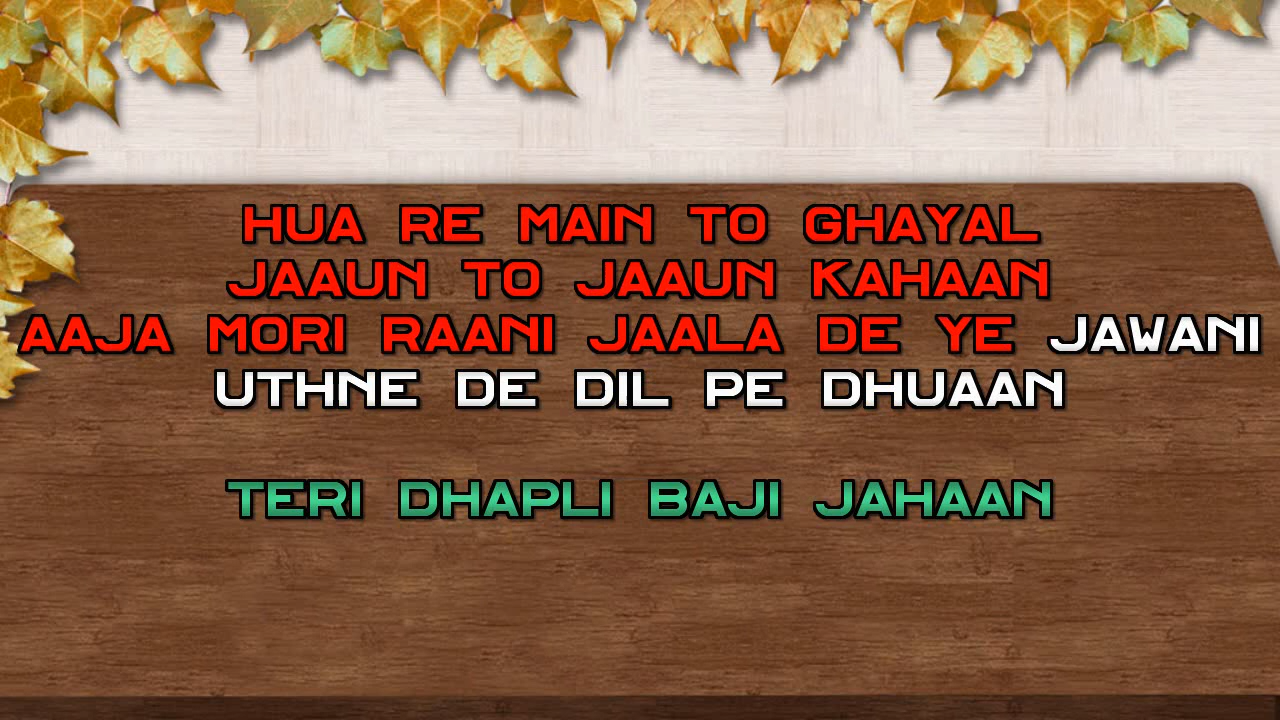 HUA RE MAIN TO GHAYAL
JAAUN TO JAAUN KAHAAN
AAJA MORI RAANI JAALA DE YE JAWANI
UTHNE DE DIL PE DHUAAN
TERI DHAPLI BAJI JAHAAN